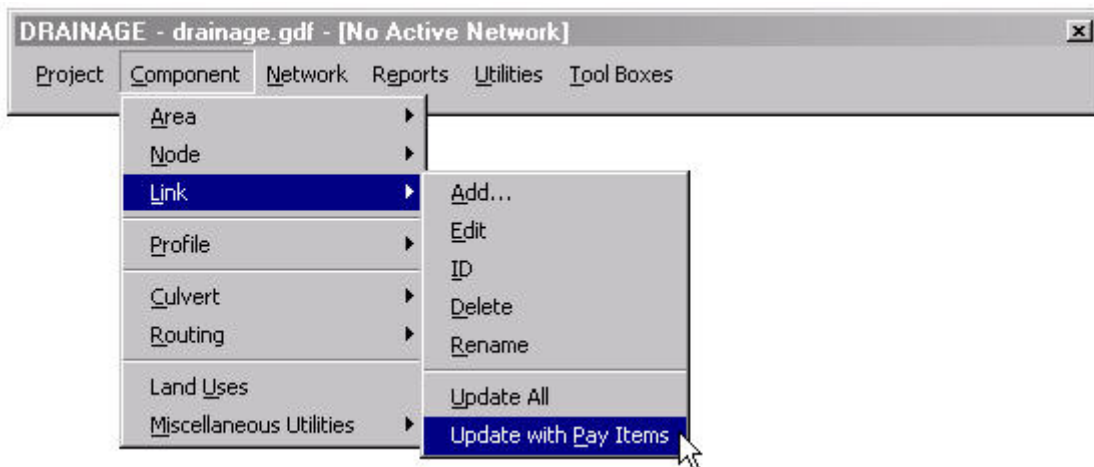 DRAINAGE - drainage.gdf - [No Active Network]
Project Component Network Reports Utilities Tool Boxes
Area
Node
Link
Profile
Culvert
Routing
Land Uses
Miscellaneous Utilities
Add...
Edit
ID
Delete
Rename
Update All
Update with Pay Items